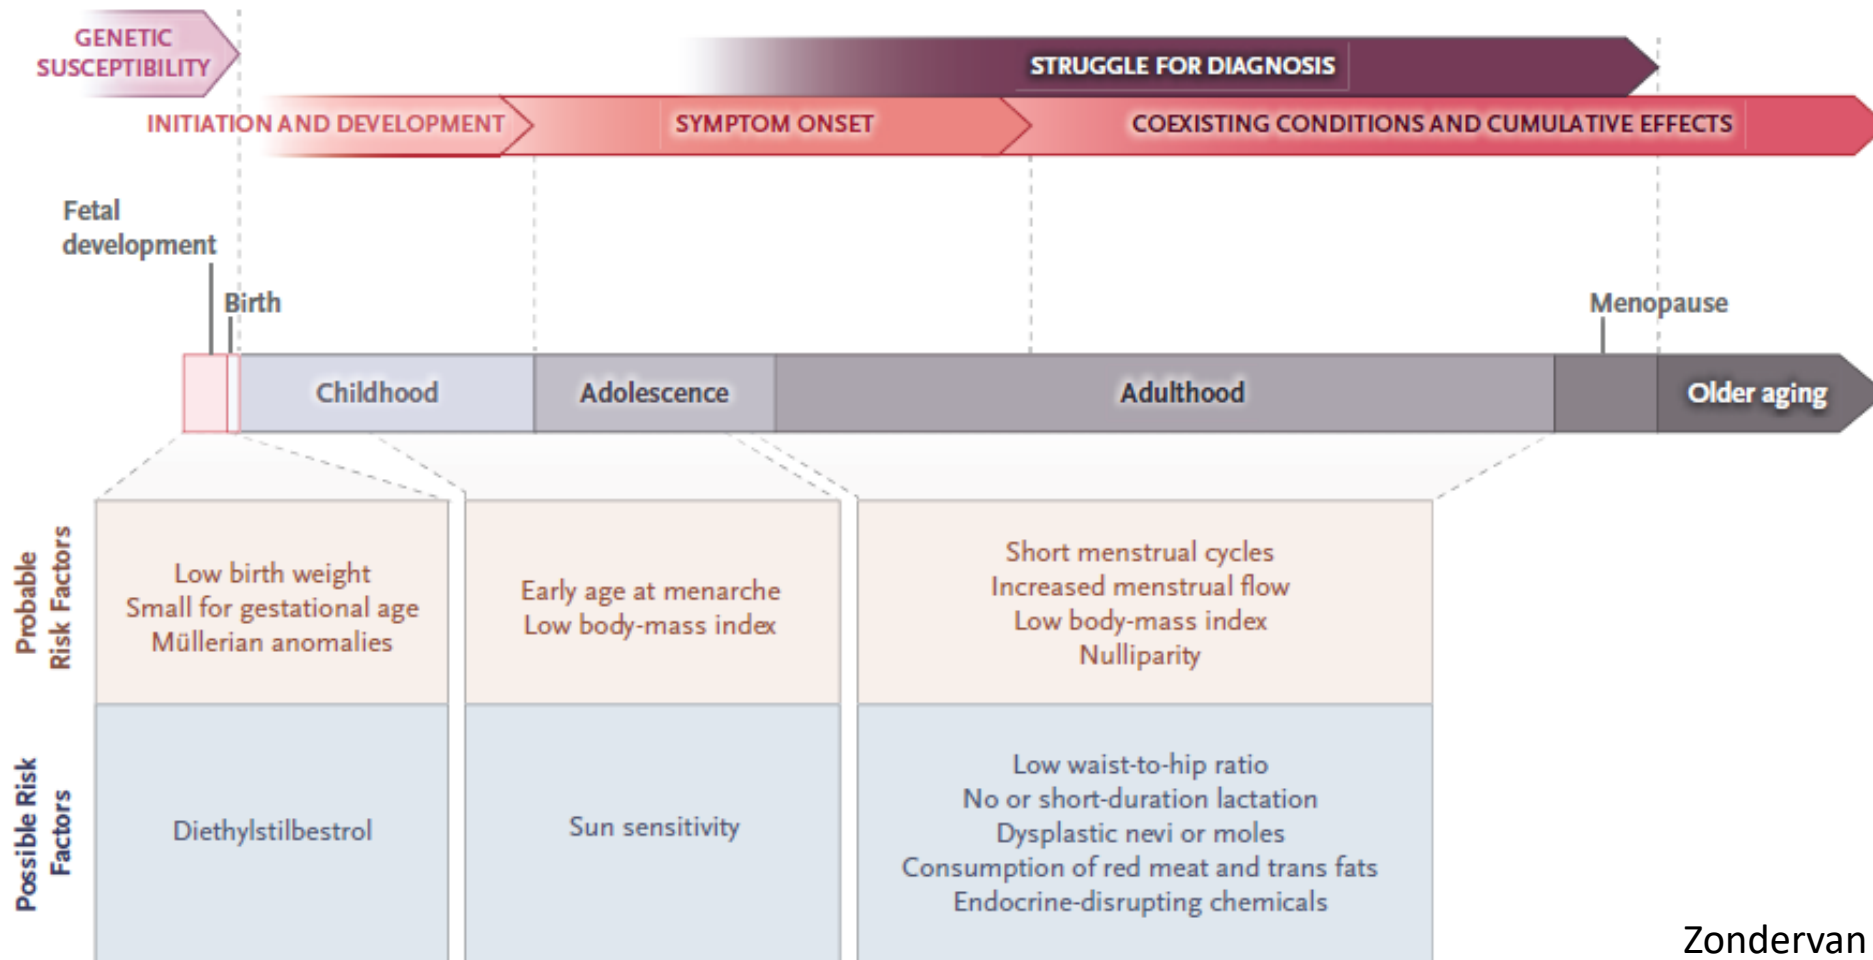 GENETIC
SUSCEPTIBILITY
STRUGGLE FOR DIAGNOSIS
INITIATION AND DEVELOPMENT
SYMPTOM ONSET
COEXISTING CONDITIONS AND CUMULATIVE EFFECTS
Fetal
development
Birth
Menopause
Childhood
Adolescence
Adulthood
Older aging
Probable
Risk Factors
Low birth weight
Small for gestational age
Müllerian anomalies
Early age at menarche
Low body-mass index
Short menstrual cycles
Increased menstrual flow
Low body-mass index
Nulliparity
Possible Risk
Factors
Diethylstilbestrol
Sun sensitivity
Low waist-to-hip ratio
No or short-duration lactation
Dysplastic nevi or moles
Consumption of red meat and trans fats
Endocrine-disrupting chemicals
Zondervan